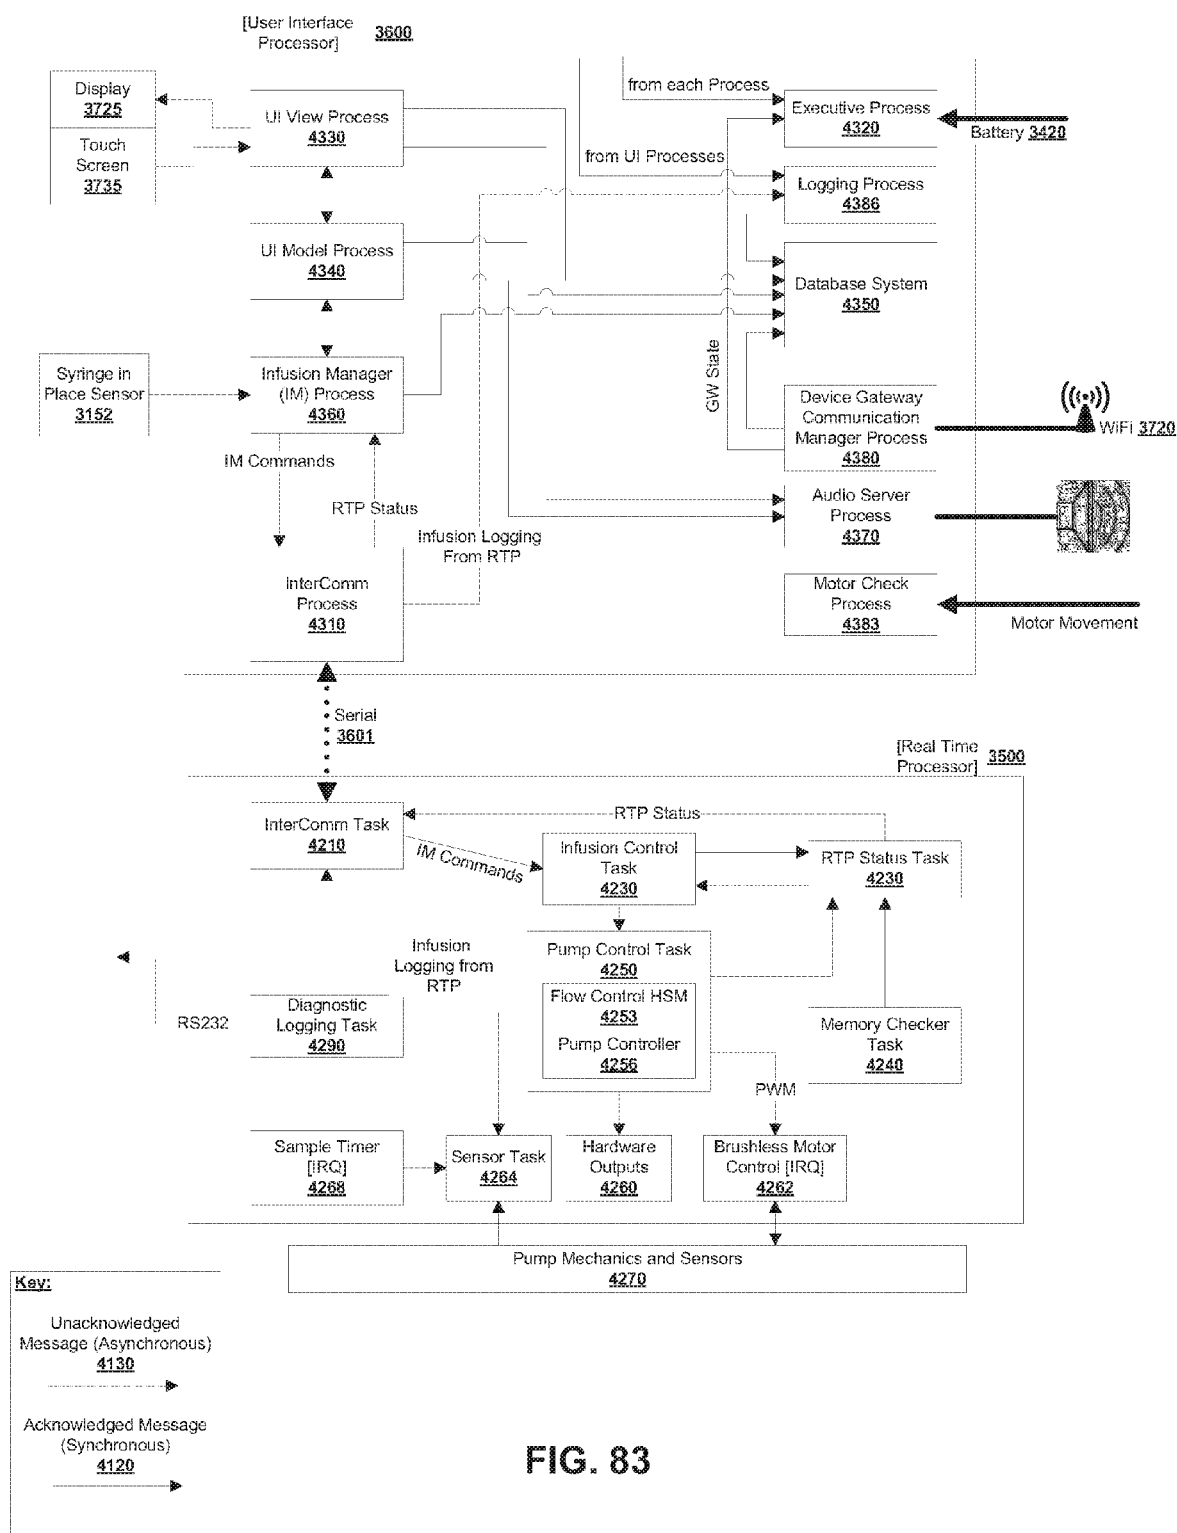 [User Interface
Processor]
3600
Display
3725
Touch
Screen
3735
UI View Process
4330
from each Process
Executive Process
4320
Battery 3420
from UI Processes
Logging Process
4386
UI Model Process
4340
Database System
4350
GW State
Syringe in
Place Sensor
3152
Infusion Manager
(IM) Process
4360
Device Gateway
Communication
Manager Process
4380
WiFi 3720
IM Commands
RTP Status
Infusion Logging
From RTP
Audio Server
Process
4370
InterComm
Process
4310
Motor Check
Process
4383
Motor Movement
Serial
3601
[Real Time
Processor]
3500
InterComm Task
4210
RTP Status
IM Commands
Infusion Control
Task
4230
RTP Status Task
4230
Infusion
Logging from
RTP
Pump Control Task
4250
Flow Control HSM
4253
Pump Controller
4256
RS232
Diagnostic
Logging Task
4290
Memory Checker
Task
4240
PWM
Sample Timer
[IRQ]
4268
Sensor Task
4264
Hardware
Outputs
4260
Brushless Motor
Control [IRQ]
4262
Pump Mechanics and Sensors
4270
Key:
Unacknowledged
Message (Asynchronous)
4130
Acknowledged Message
(Synchronous)
4120
FIG. 83